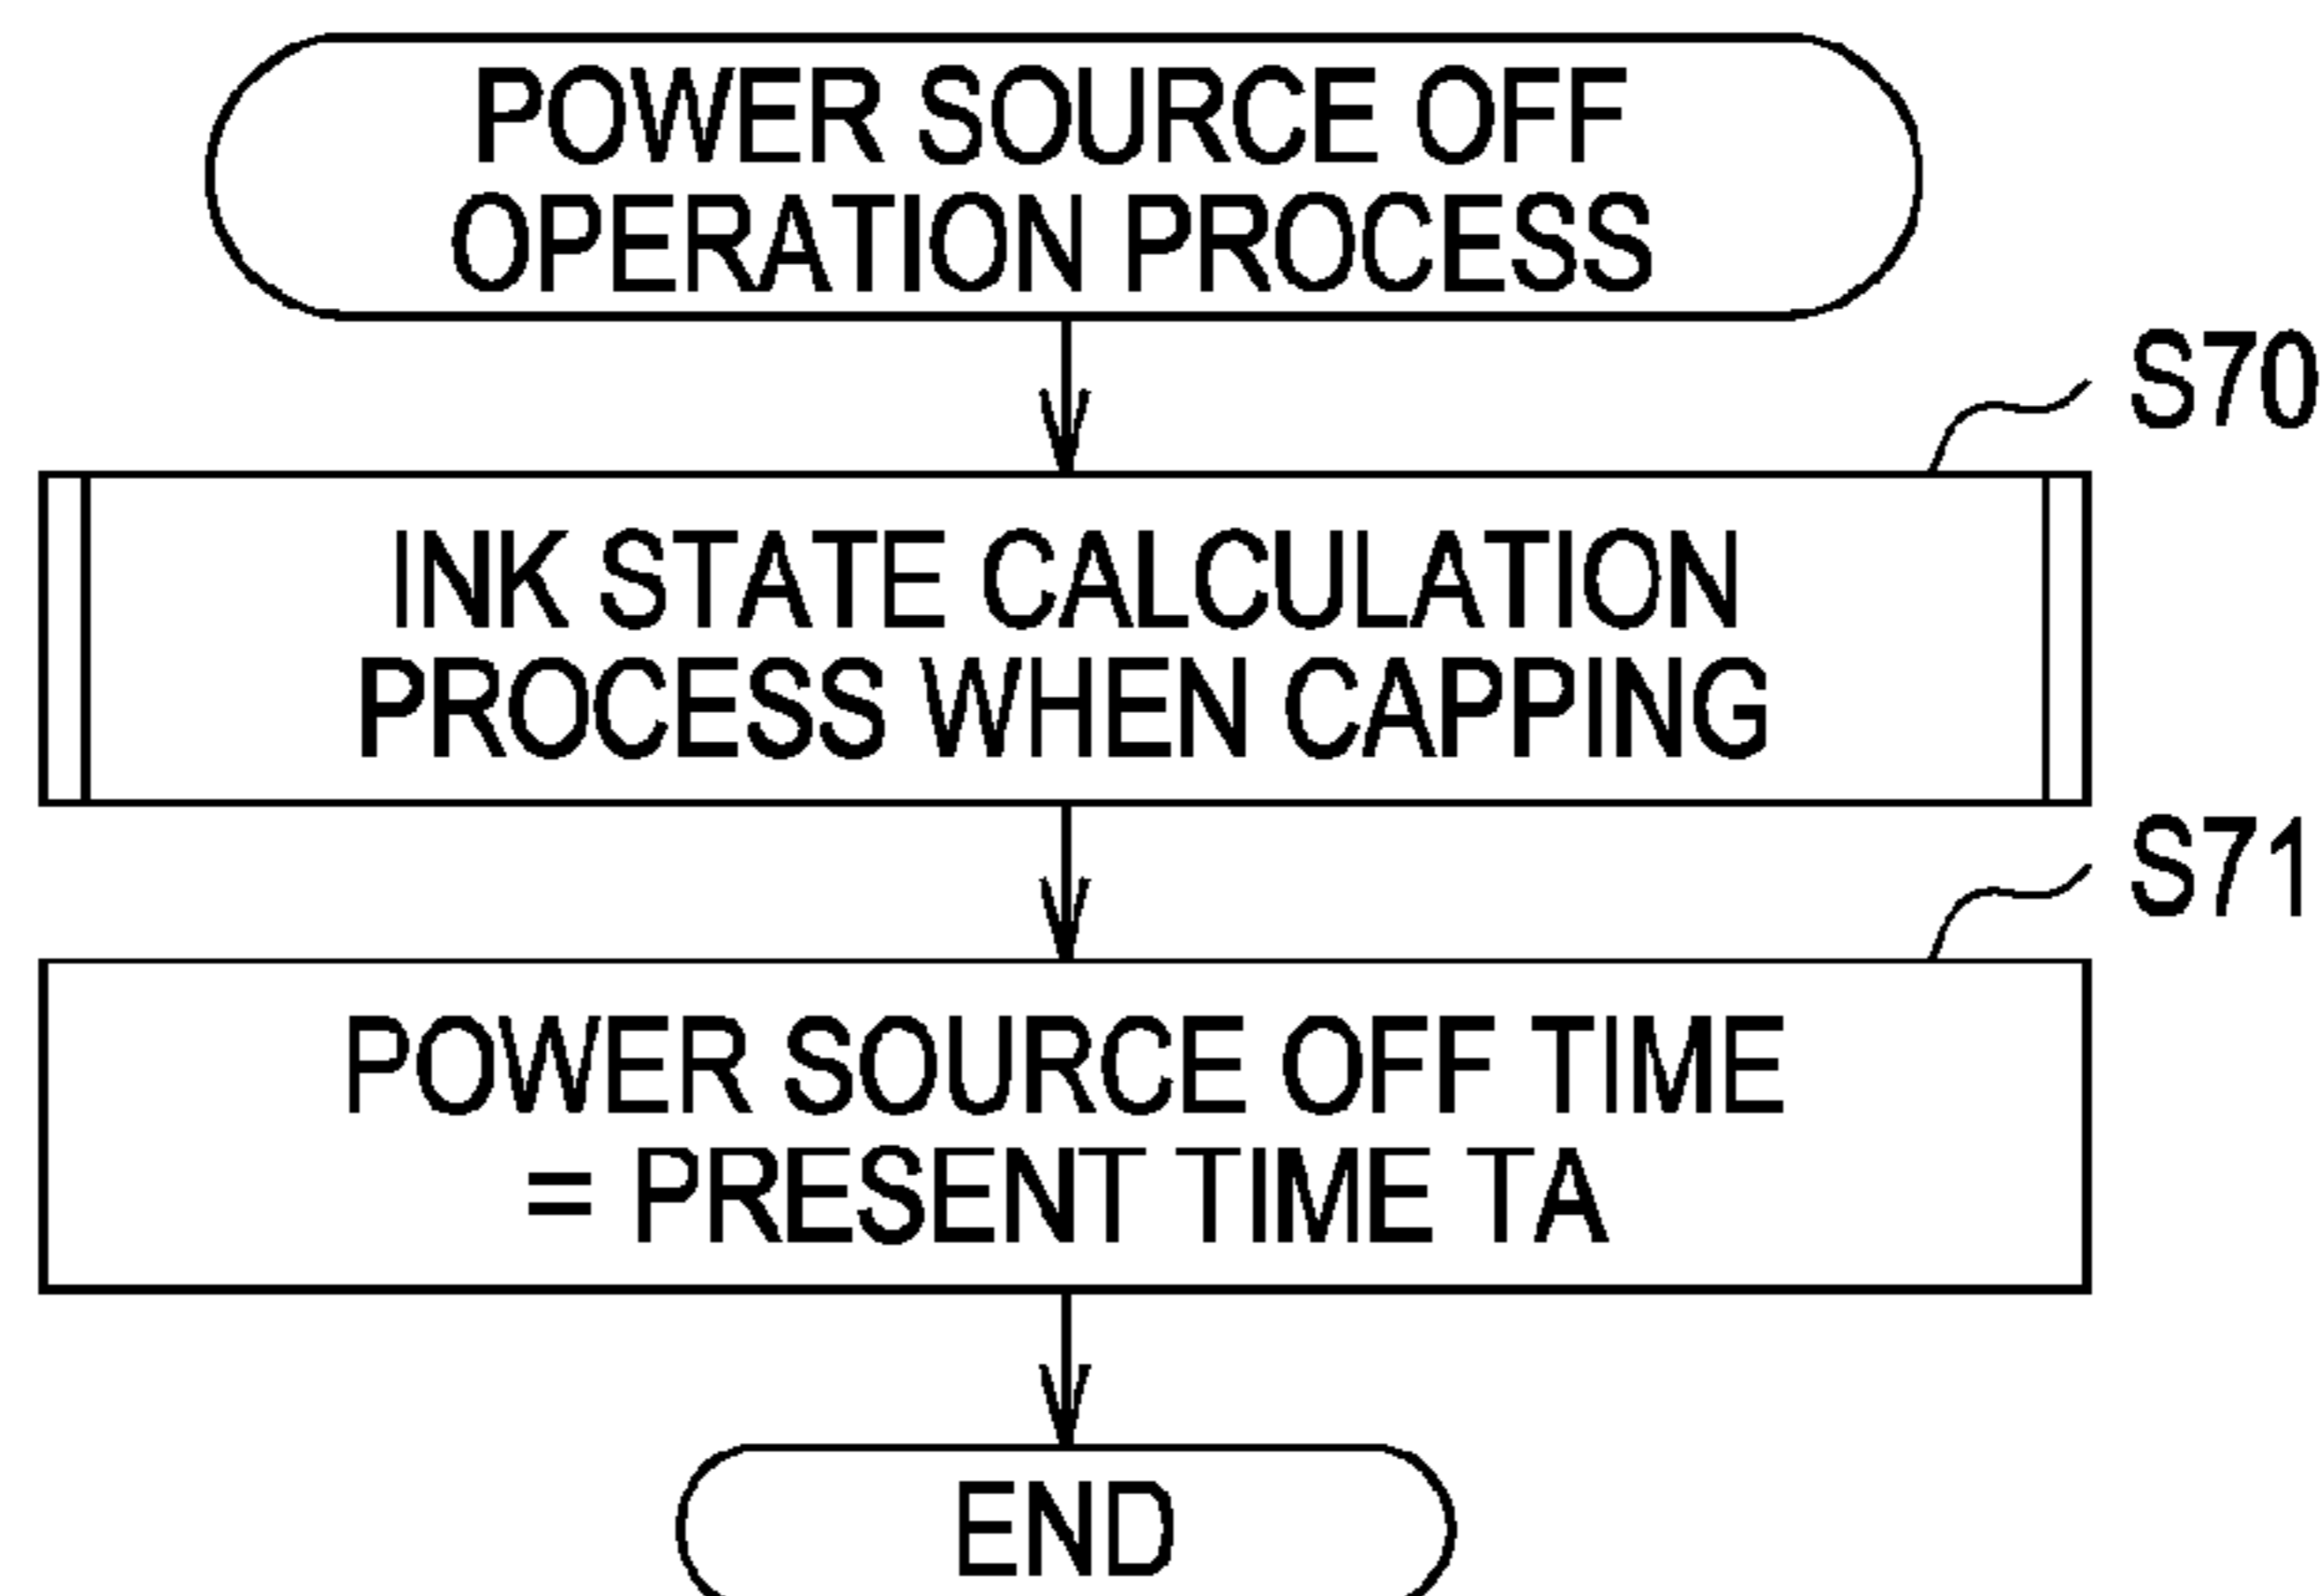 POWER SOURCE OFF
OPERATION PROCESS
S70
INK STATE CALCULATION
PROCESS WHEN CAPPING
S71
POWER SOURCE OFF TIME
= PRESENT TIME TA
END